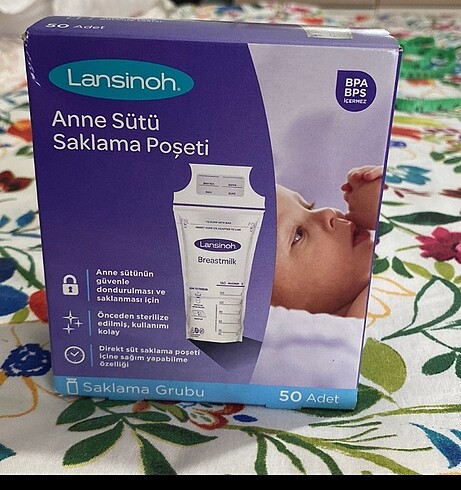 50 Adet
Lansinoh®
BPA
BPS
İÇERMEZ
Anne Sütü
Saklama Poşeti
Lansinoh
Breastmilk
Anne sütünün
güvenle
dondurulması ve
saklanması için
Önceden sterilize
edilmiş, kullanımı
kolay
Direkt süt saklama poşeti
içine sağım yapabilme
özelliği
Saklama Grubu
50 Adet